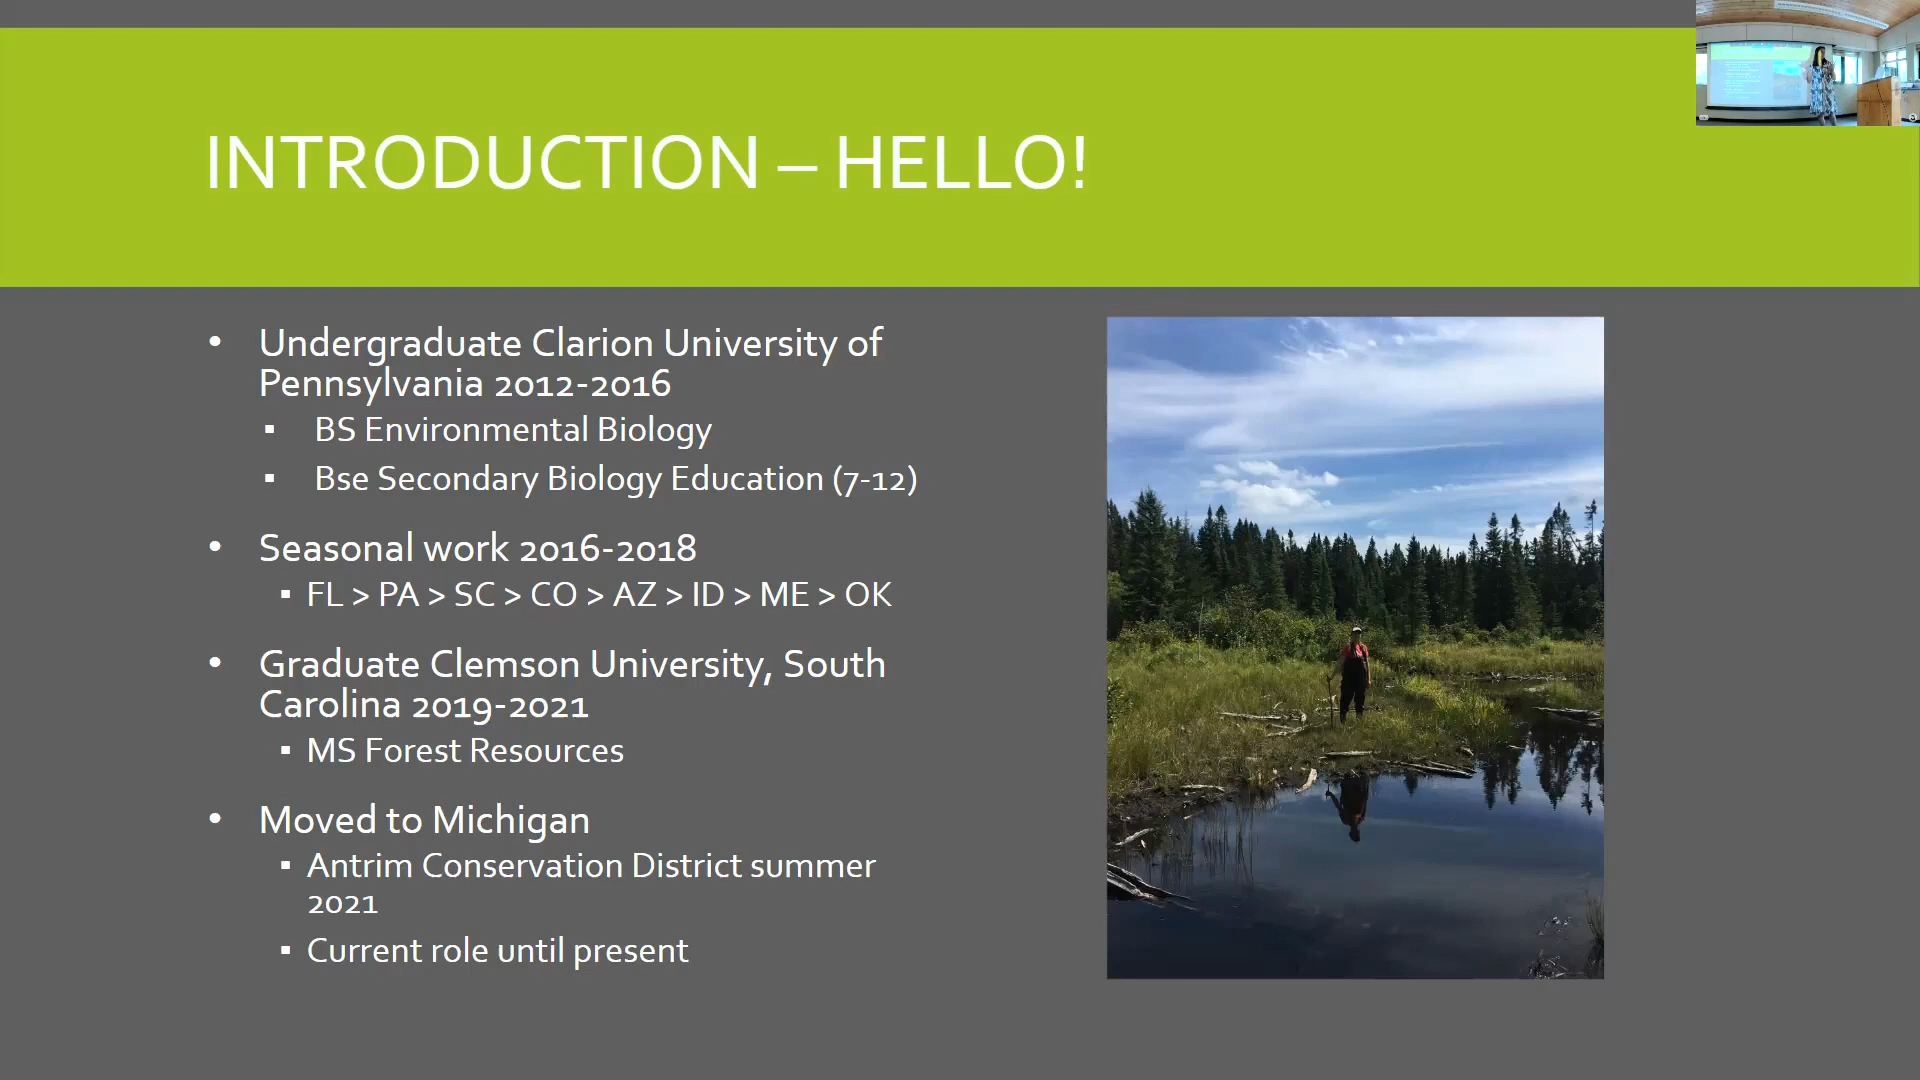 INTRODUCTION – HELLO!
• Undergraduate Clarion University of
Pennsylvania 2012-2016
▪ BS Environmental Biology
▪ Bse Secondary Biology Education (7-12)
• Seasonal work 2016-2018
▪ FL > PA > SC > CO > AZ > ID > ME > OK
• Graduate Clemson University, South
Carolina 2019-2021
▪ MS Forest Resources
• Moved to Michigan
▪ Antrim Conservation District summer
2021
▪ Current role until present